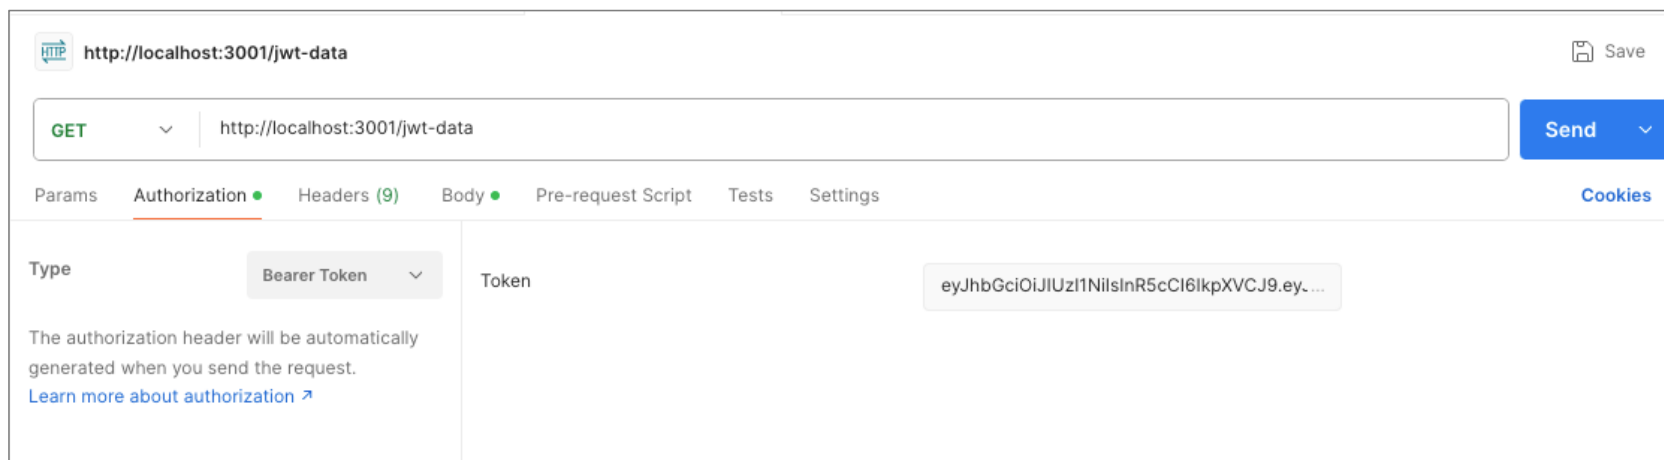 HTTP http://localhost:3001/jwt-data Save
GET http://localhost:3001/jwt-data Send
Params Authorization Headers (9) Body Pre-request Script Tests Settings Cookies
Type Bearer Token
Token eyJhbGciOiJIUzI1NiIsInR5cCI6IkpXVCJ9.eyJ...
The authorization header will be automatically
generated when you send the request.
Learn more about authorization ↗